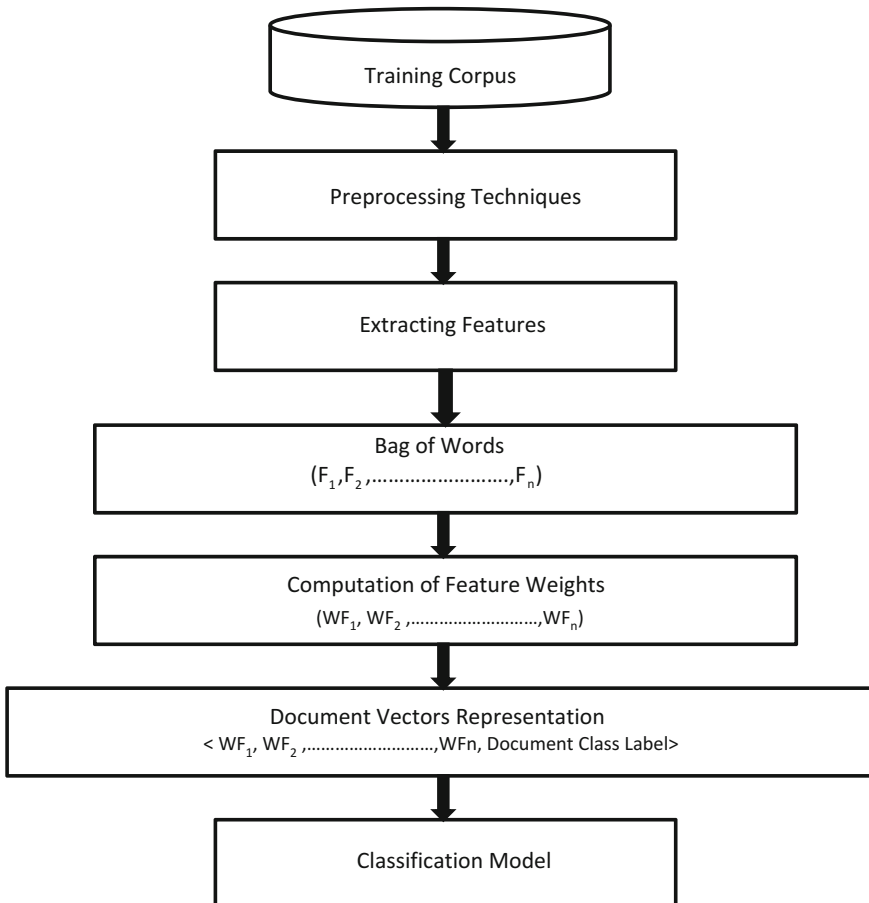 Training Corpus
Preprocessing Techniques
Extracting Features
Bag of Words
(F₁,F₂,……………………..,Fₙ)
Computation of Feature Weights
(WF₁, WF₂ ,……………………..,WFₙ)
Document Vectors Representation
< WF₁, WF₂ ,……………………..,WFn, Document Class Label>
Classification Model